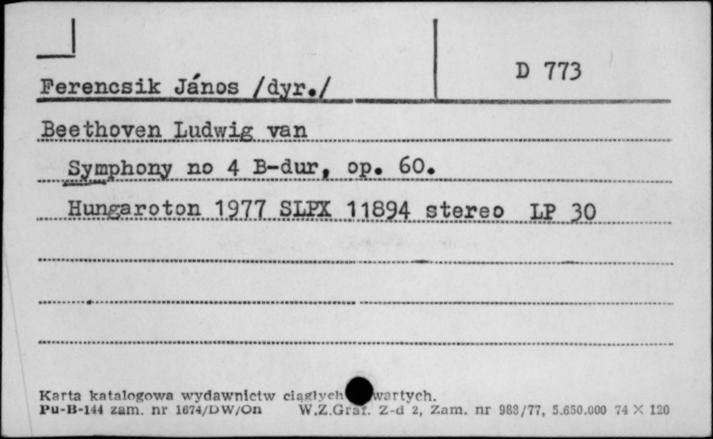 D 773
Ferencsik János /dyr./
Beethoven Ludwig van
Symphony no 4 B-dur, op. 60.
Hungaroton 1977 SLPX 11894 stereo LP 30
Karta katalogowa wydawnictw ciągłych wartych.
Pu-B-144 zam. nr 1674/DW/On W.Z.Graf. Z-d 2, Zam. nr 988/77, 5.650.000 74 × 120